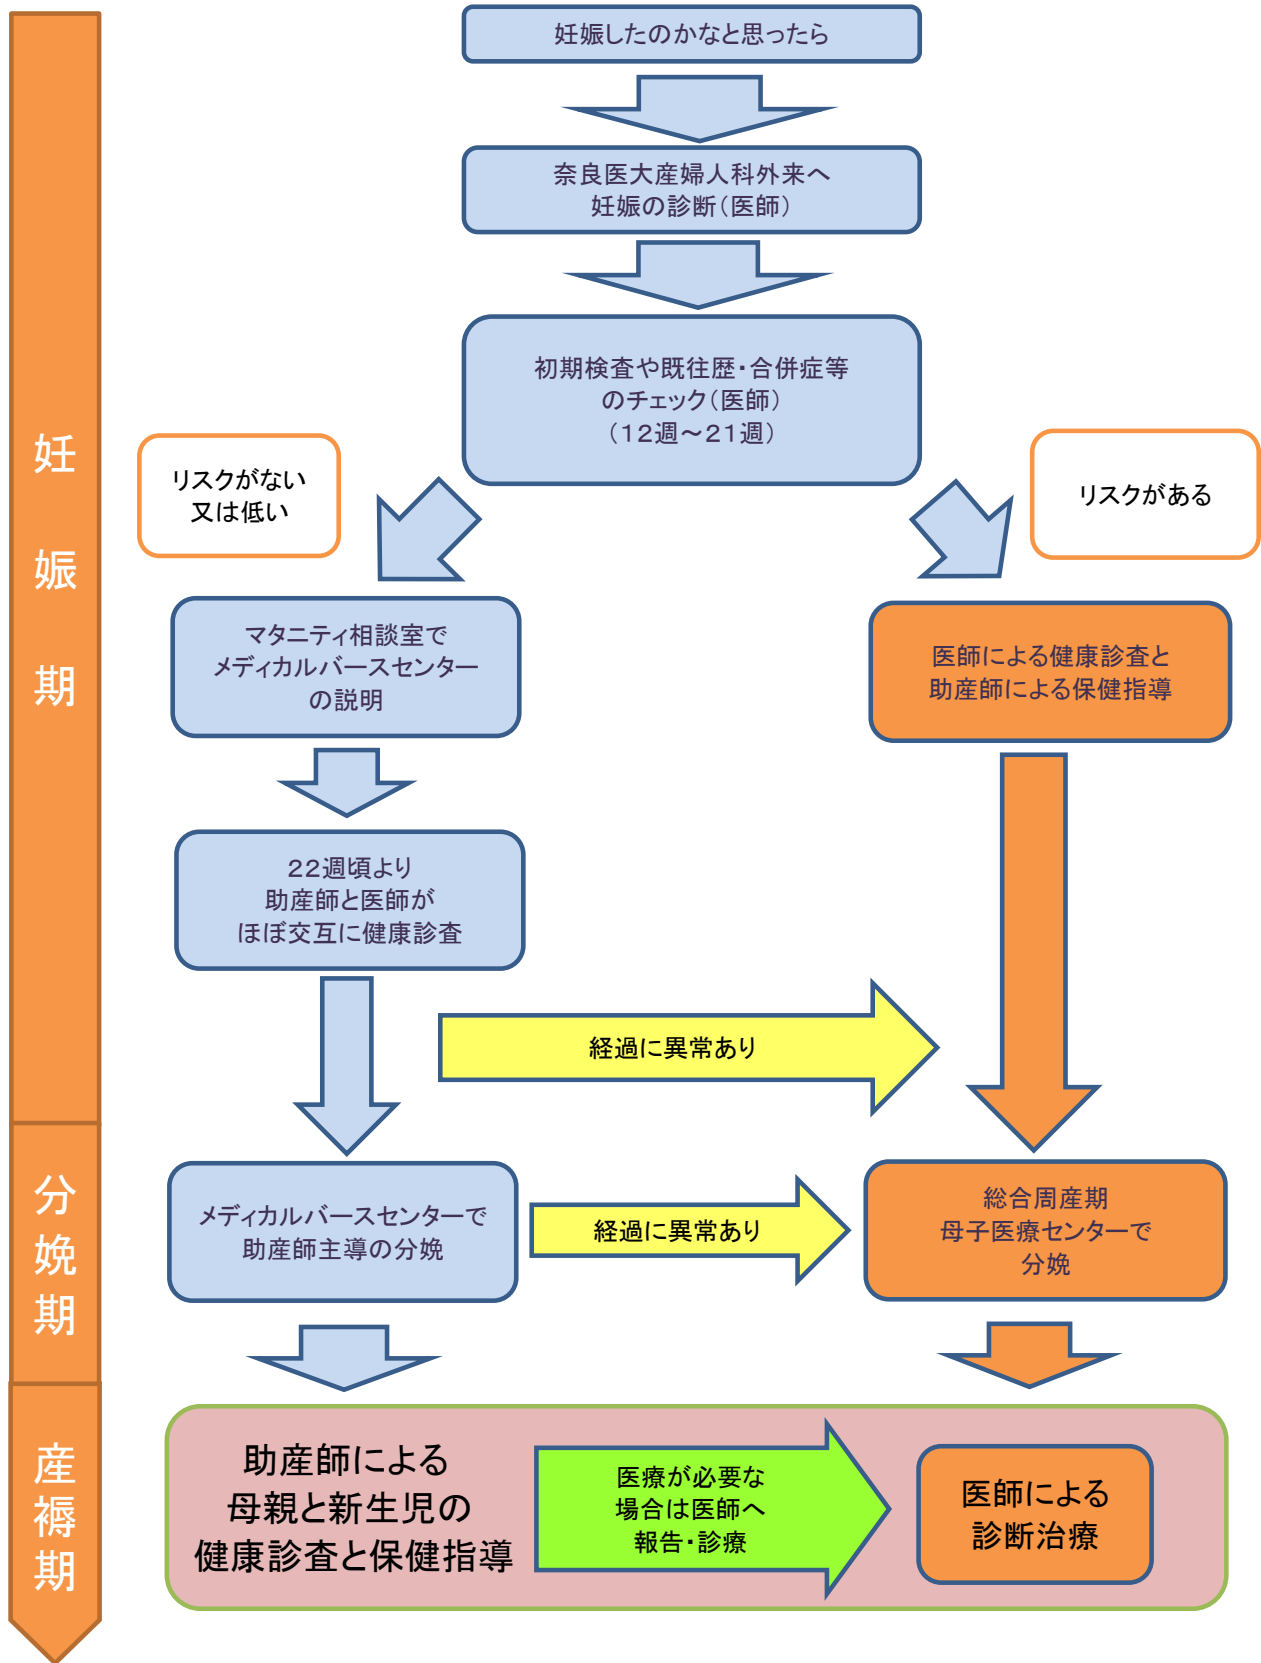 妊娠したのかなと思ったら
奈良医大産婦人科外来へ
妊娠の診断(医師)
初期検査や既往歴・合併症等
のチェック(医師)
(12週～21週)
妊娠期
リスクがない
又は低い
リスクがある
マタニティ相談室で
メディカルバースセンター
の説明
医師による健康診査と
助産師による保健指導
22週頃より
助産師と医師が
ほぼ交互に健康診査
経過に異常あり
分娩期
メディカルバースセンターで
助産師主導の分娩
経過に異常あり
総合周産期
母子医療センターで
分娩
産褥期
助産師による
母親と新生児の
健康診査と保健指導
医療が必要な
場合は医師へ
報告・診療
医師による
診断治療